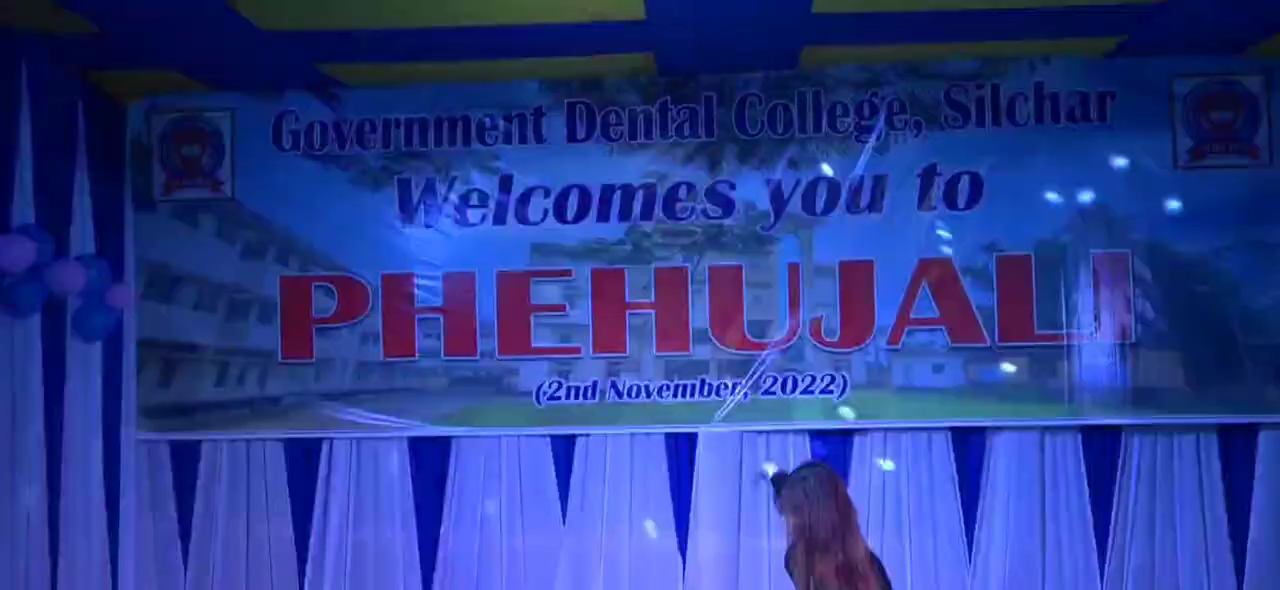 Government Dental College, Silchar
Welcomes you to
PHEHUJALI
(2nd November, 2022)